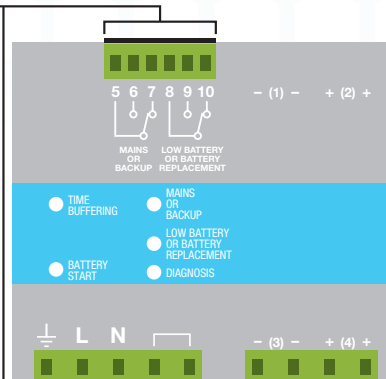 5 6 7 8 9 10
− (1) − + (2) +
MAINS
OR
BACKUP
LOW BATTERY
OR BATTERY
REPLACEMENT
TIME
BUFFERING
MAINS
OR
BACKUP
LOW BATTERY
OR BATTERY
REPLACEMENT
BATTERY
START
DIAGNOSIS
L N
− (3) − + (4) +